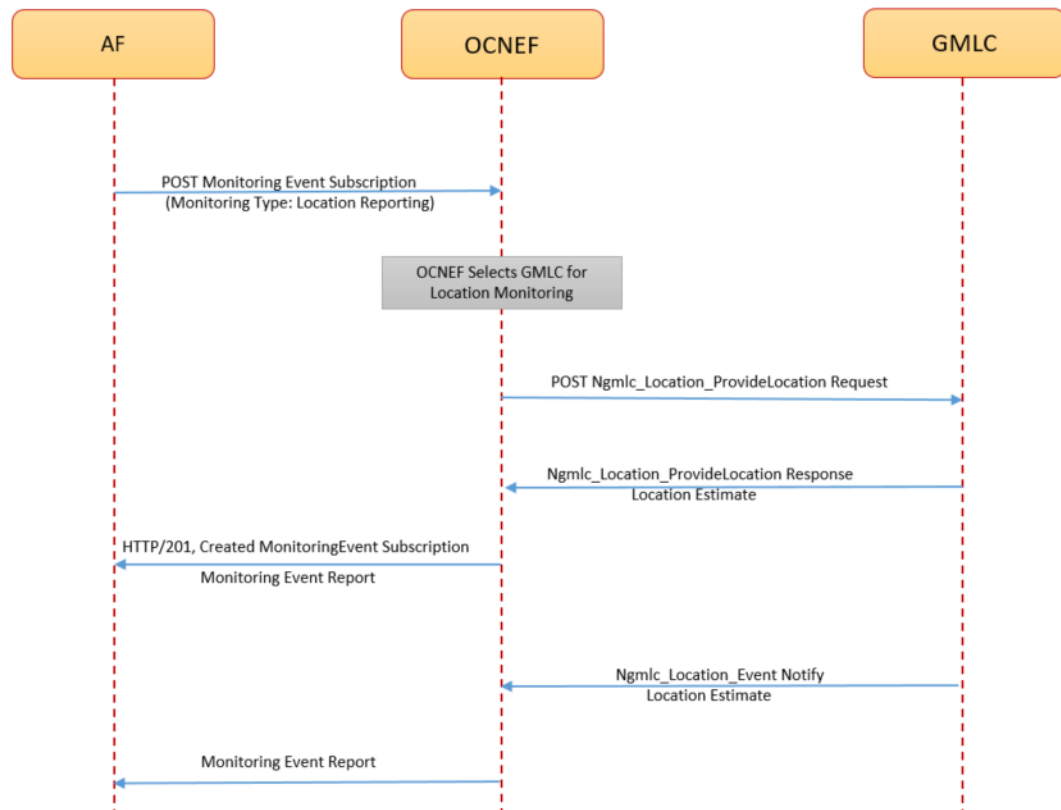 AF
OCNEF
GMLC
POST Monitoring Event Subscription
(Monitoring Type: Location Reporting)
OCNEF Selects GMLC for
Location Monitoring
POST Ngmlc_Location_ProvideLocation Request
Ngmlc_Location_ProvideLocation Response
Location Estimate
HTTP/201, Created MonitoringEvent Subscription
Monitoring Event Report
Ngmlc_Location_Event Notify
Location Estimate
Monitoring Event Report